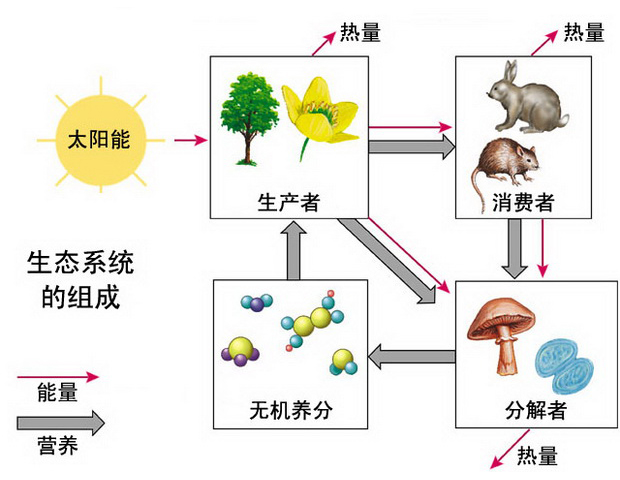 热量
热量
太阳能
生产者
消费者
生态系统
的组成
能量
营养
无机养分
分解者
热量